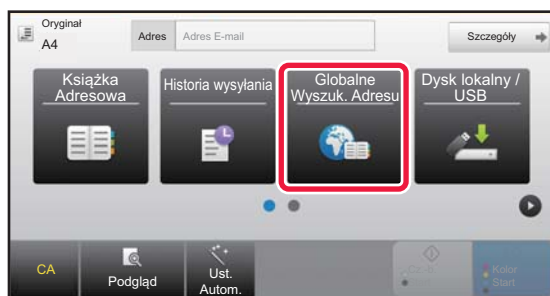 Oryginał
A4
Adres
Adres E-mail
Szczegóły
Książka
Adresowa
Historia wysyłania
Globalne
Wyszuk. Adresu
Dysk lokalny /
USB
CA
Podgląd
Ust.
Autom.
Kolor
Start